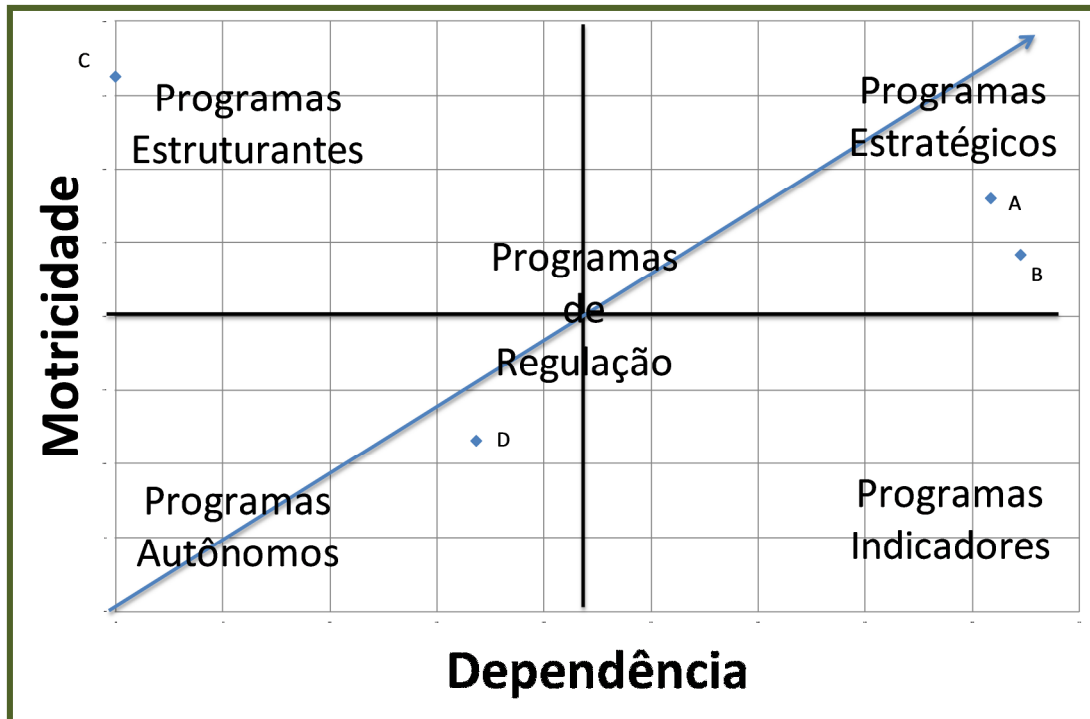 C
Programas
Estruturantes
Programas
Estratégicos
A
B
Programas
de
Regulação
Motricidade
D
Programas
Autônomos
Programas
Indicadores
Dependência